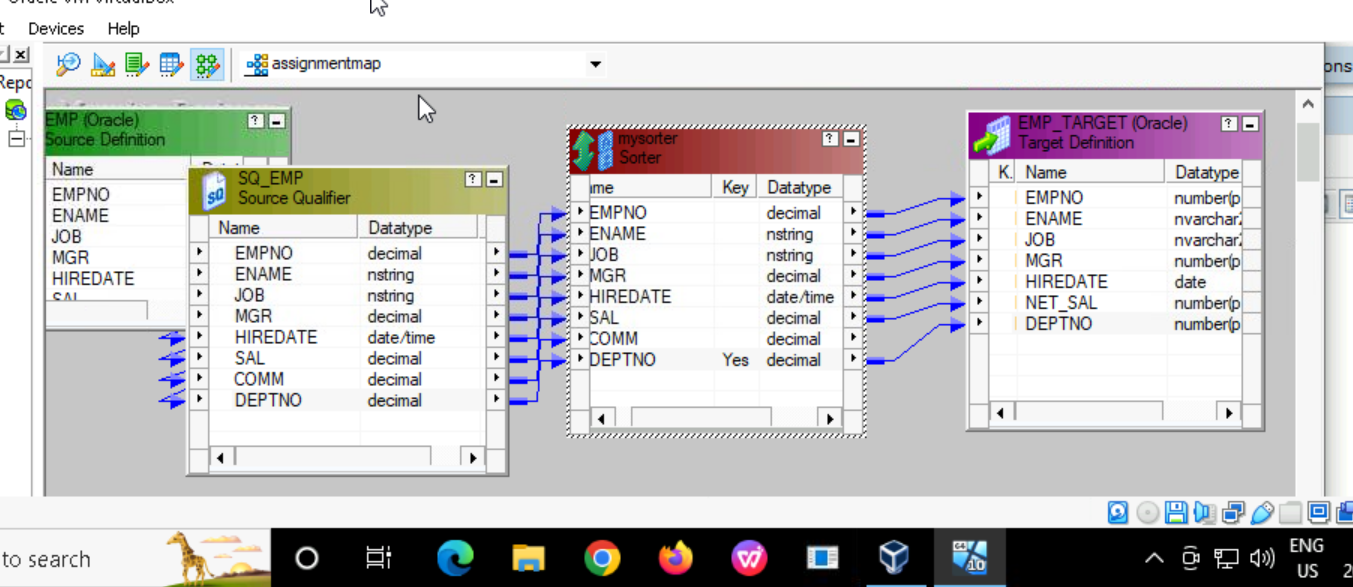 Oracle VM VirtualBox
t Devices Help
assignmentmap
Repo
ons
EMP (Oracle)
Source Definition
Name
EMPNO
ENAME
JOB
MGR
HIREDATE
SAL
SQ_EMP
Source Qualifier
Name Datatype
EMPNO decimal
ENAME nstring
JOB nstring
MGR decimal
HIREDATE date/time
SAL decimal
COMM decimal
DEPTNO decimal
mysorter
Sorter
ame Key Datatype
EMPNO decimal
ENAME nstring
JOB nstring
MGR decimal
HIREDATE date/time
SAL decimal
COMM decimal
DEPTNO Yes decimal
EMP_TARGET (Oracle)
Target Definition
K. Name Datatype
EMPNO number(p
ENAME nvarchar2
JOB nvarchar2
MGR number(p
HIREDATE date
NET_SAL number(p
DEPTNO number(p
to search
ENG
US